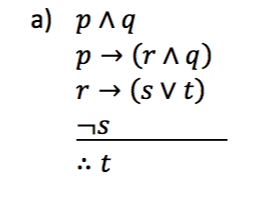 a) p ∧ q
p → (r ∧ q)
r → (s ∨ t)
¬s
∴ t